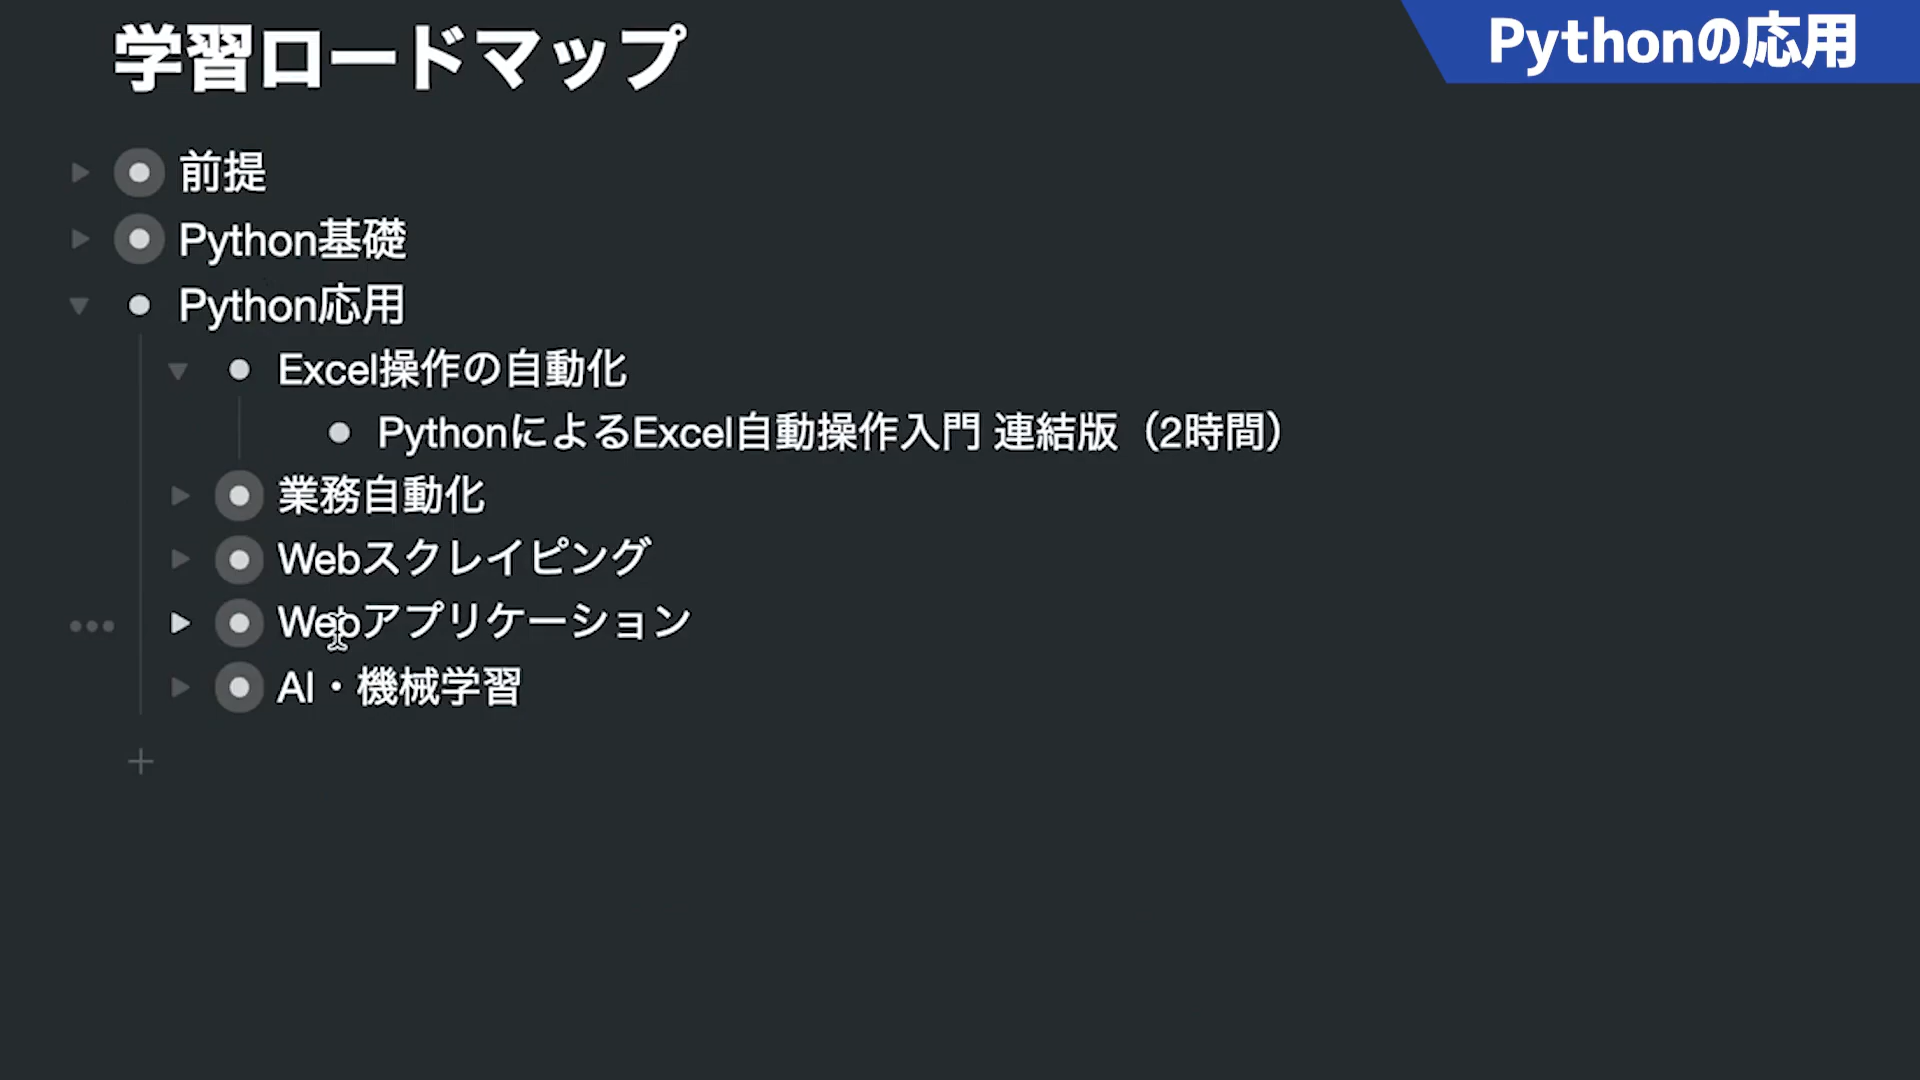 学習ロードマップ
Pythonの応用
前提
Python基礎
Python応用
Excel操作の自動化
PythonによるExcel自動操作入門 連結版（2時間）
業務自動化
Webスクレイピング
Webアプリケーション
AI・機械学習